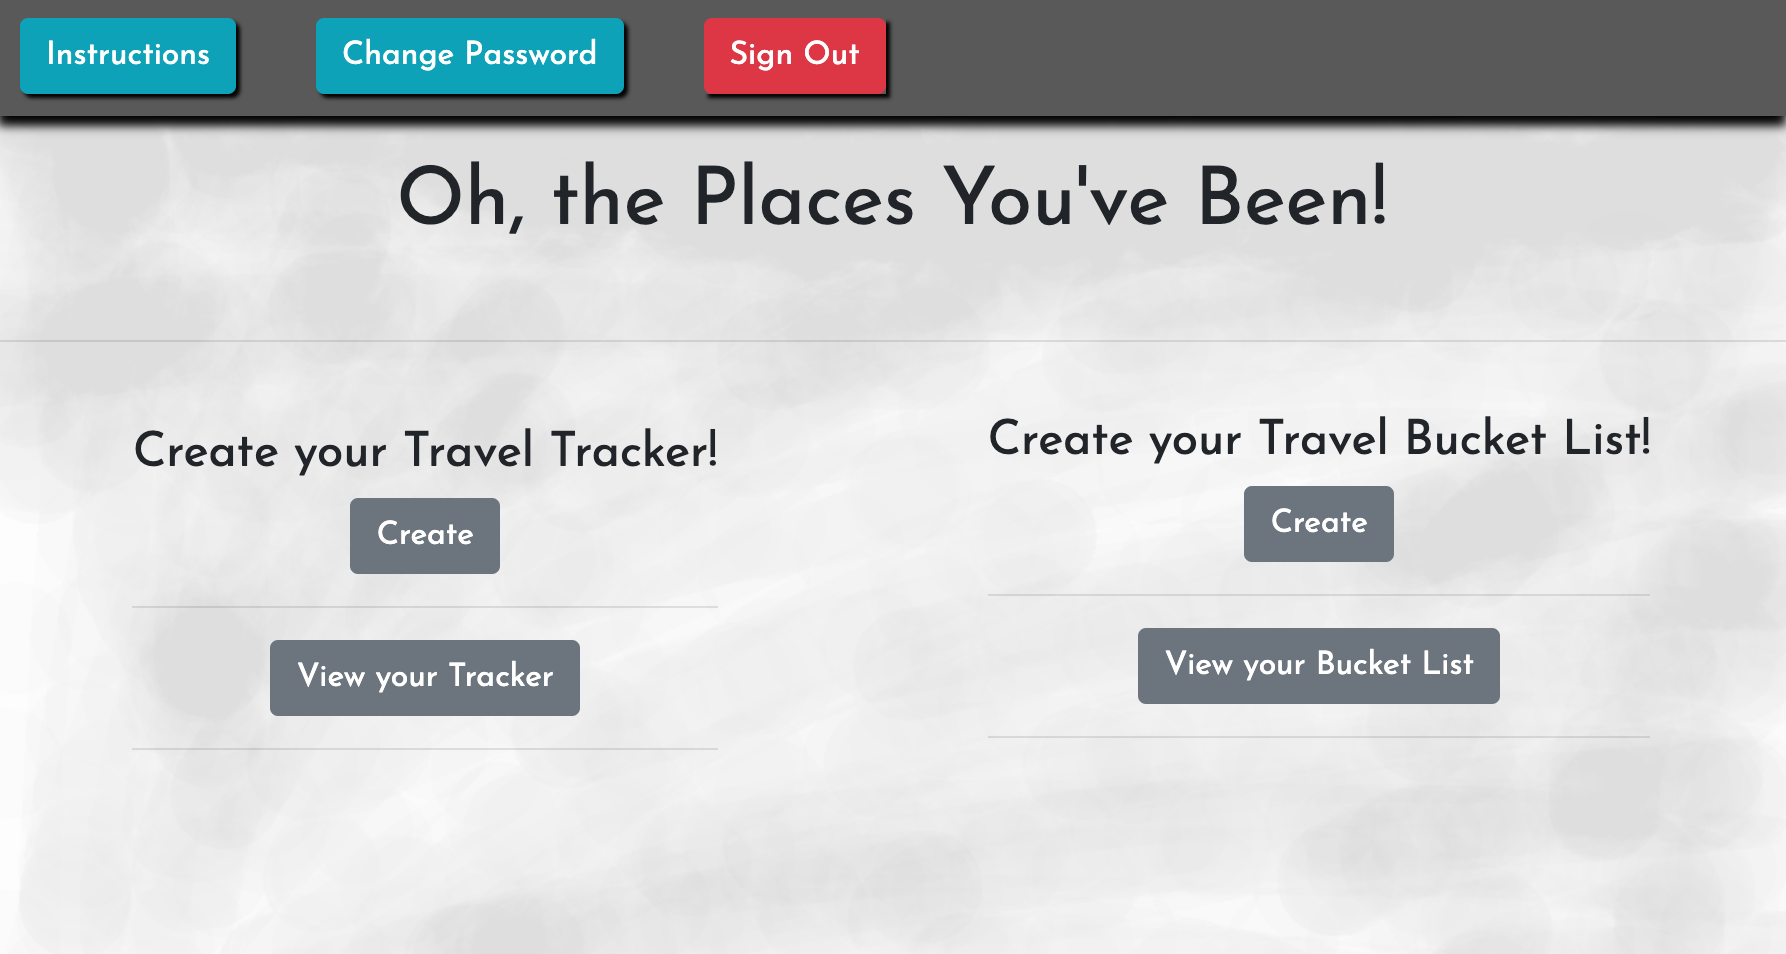 Instructions
Change Password
Sign Out
Oh, the Places You've Been!
Create your Travel Tracker!
Create
View your Tracker
Create your Travel Bucket List!
Create
View your Bucket List